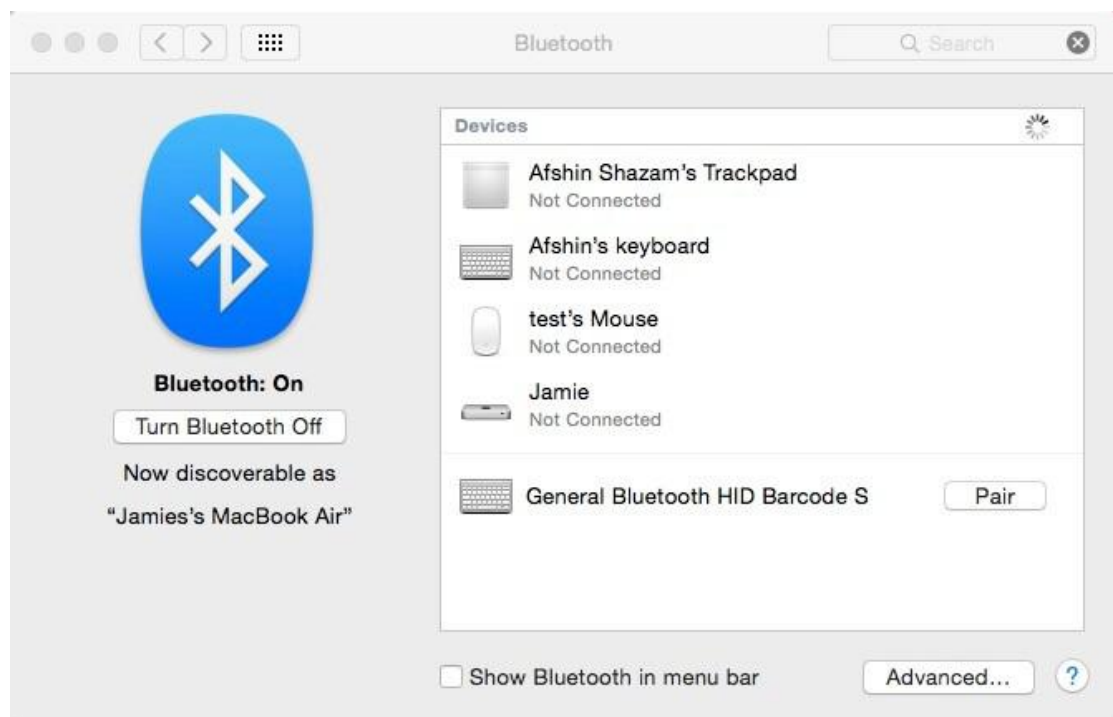 Bluetooth
Search
Bluetooth: On
Turn Bluetooth Off
Now discoverable as
“Jamies’s MacBook Air”
Devices
Afshin Shazam’s Trackpad
Not Connected
Afshin’s keyboard
Not Connected
test’s Mouse
Not Connected
Jamie
Not Connected
General Bluetooth HID Barcode S
Pair
Show Bluetooth in menu bar
Advanced...
?